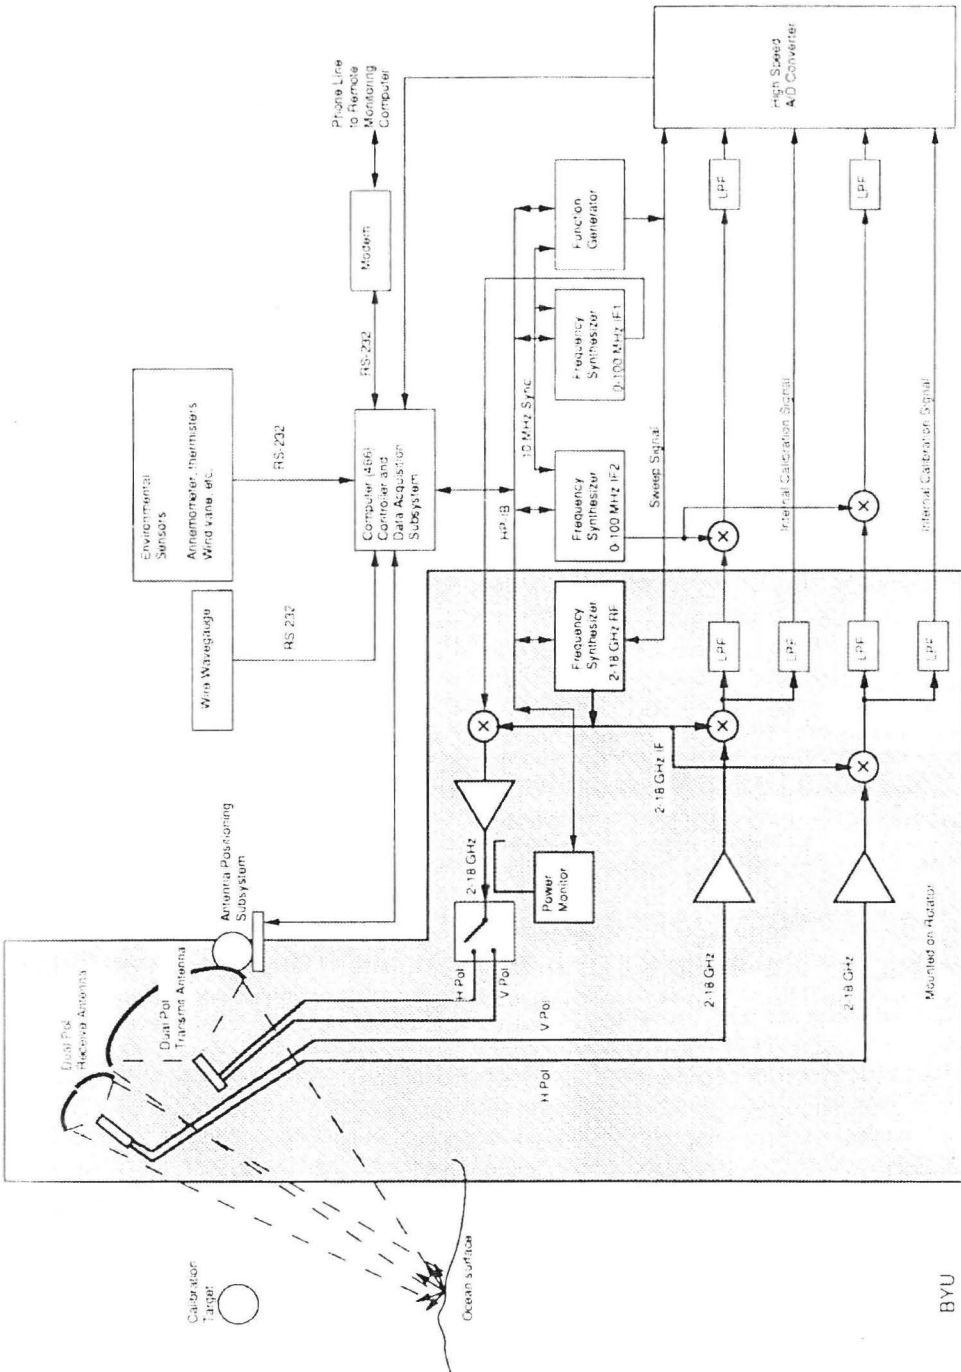 Calibration
Target
Ocean surface
BYU
Dual Pol
Receive Antenna
Dual Pol
Transmit Antenna
Antenna Positioning
Subsystem
H Pol
V Pol
V Pol
H Pol
2-18 GHz
Power
Monitor
2-18 GHz
2-18 GHz
2-18 GHz IF
Mounted on Rotator
Wire Wavegauge
RS-232
Environmental
Sensors
Annemometer, thermisters
Wind vane, etc.
RS-232
Computer (486)
Controller and
Data Acquisition
Subsystem
RS-232
Modem
Phone Line
to Remote
Monitoring
Computer
HP-IB
10 MHz Sync
Frequency
Synthesizer
2-18 GHz RF
Frequency
Synthesizer
0-100 MHz IF2
Frequency
Synthesizer
0-100 MHz IF1
Function
Generator
Sweep Signal
LPF
LPF
LPF
LPF
Internal Calibration Signal
Internal Calibration Signal
LPF
LPF
High Speed
A/D Converter